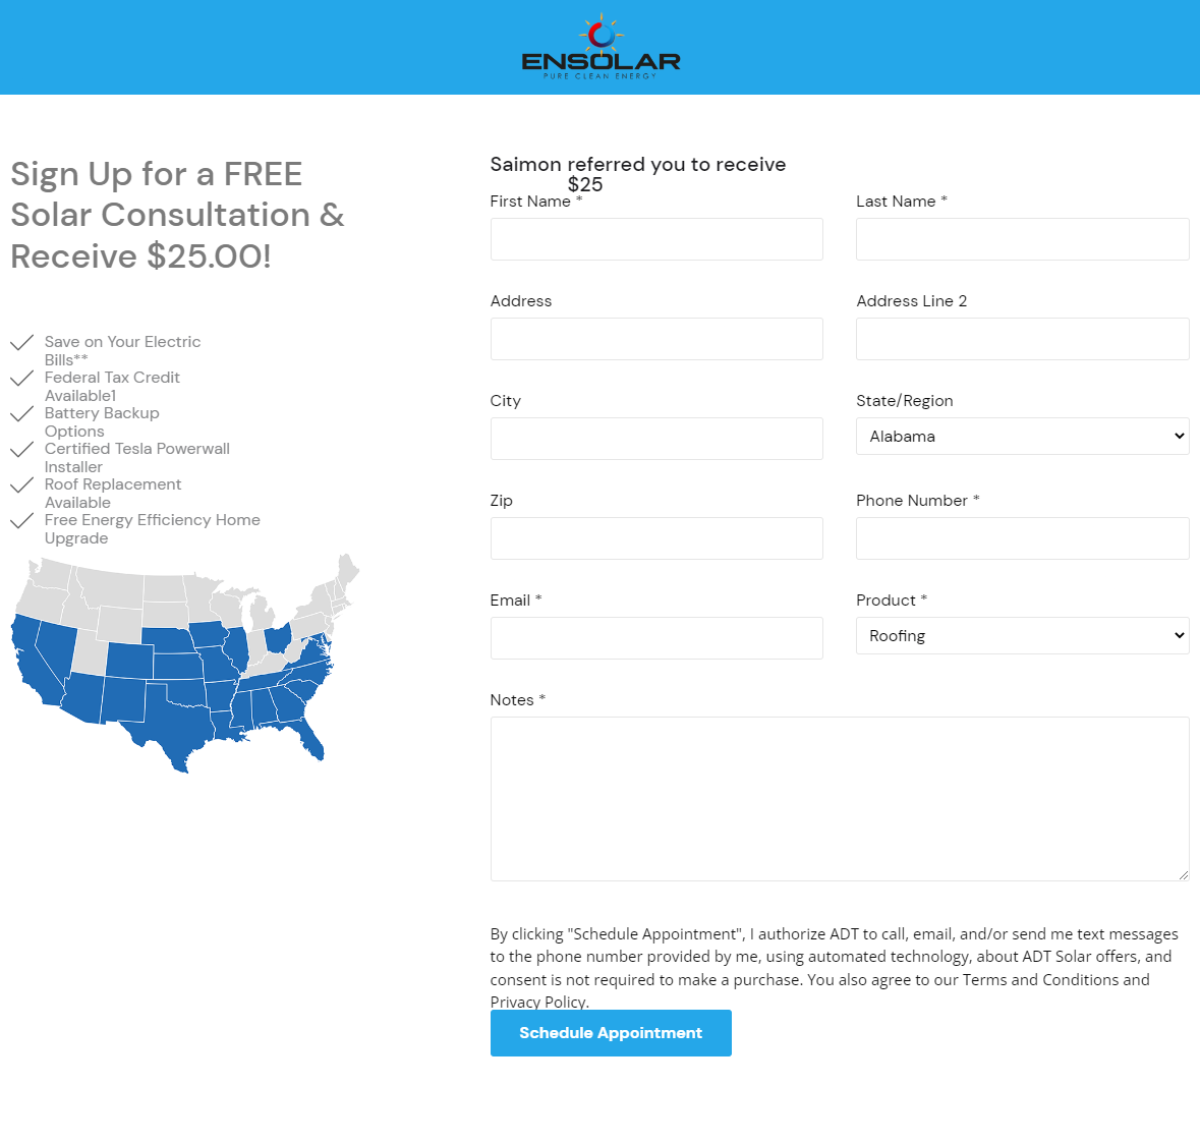 ENSOLAR
PURE CLEAN ENERGY
Sign Up for a FREE
Solar Consultation &
Receive $25.00!
Save on Your Electric
Bills**
Federal Tax Credit
Available1
Battery Backup
Options
Certified Tesla Powerwall
Installer
Roof Replacement
Available
Free Energy Efficiency Home
Upgrade
Saimon referred you to receive
$25
First Name *
Last Name *
Address
Address Line 2
City
State/Region
Alabama
Zip
Phone Number *
Email *
Product *
Roofing
Notes *
By clicking "Schedule Appointment", I authorize ADT to call, email, and/or send me text messages
to the phone number provided by me, using automated technology, about ADT Solar offers, and
consent is not required to make a purchase. You also agree to our Terms and Conditions and
Privacy Policy.
Schedule Appointment